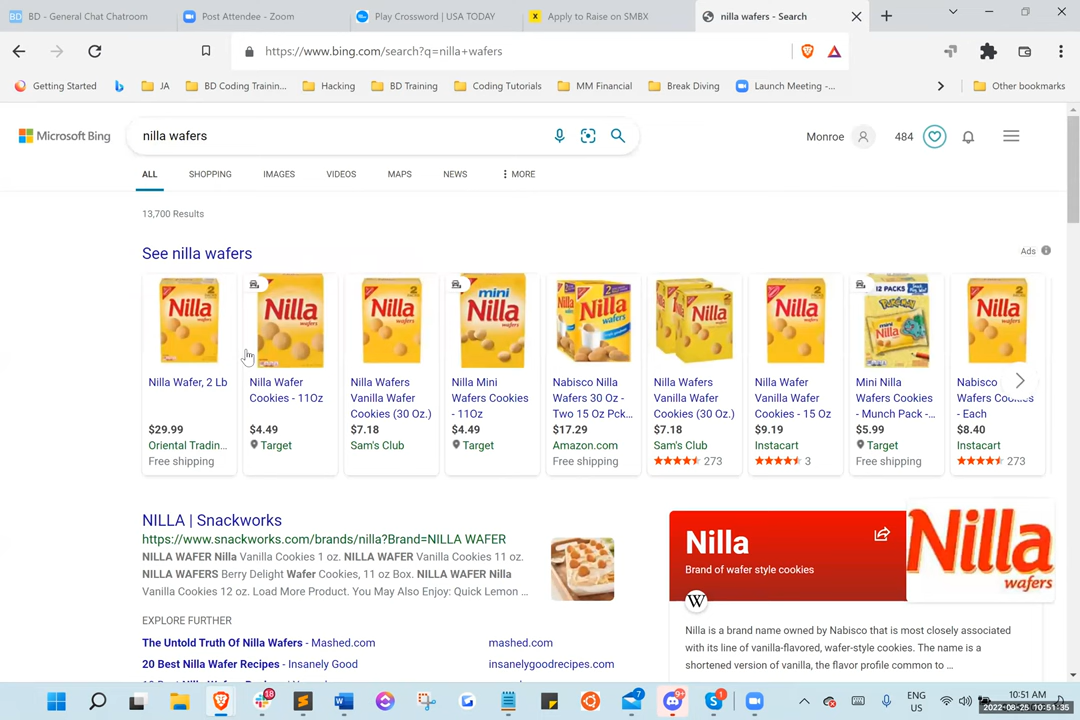 BD BD - General Chat Chatroom
Post Attendee - Zoom
Play Crossword | USA TODAY
Apply to Raise on SMBX
nilla wafers - Search
https://www.bing.com/search?q=nilla+wafers
Getting Started
JA
BD Coding Trainin...
Hacking
BD Training
Coding Tutorials
MM Financial
Break Diving
Launch Meeting -...
Other bookmarks
Microsoft Bing
nilla wafers
Monroe
484
ALL
SHOPPING
IMAGES
VIDEOS
MAPS
NEWS
MORE
13,700 Results
See nilla wafers
Ads
Nilla Wafer, 2 Lb
$29.99
Oriental Tradin...
Free shipping
Nilla Wafer
Cookies - 11Oz
$4.49
Target
Nilla Wafers
Vanilla Wafer
Cookies (30 Oz.)
$7.18
Sam's Club
Nilla Mini
Wafers Cookies
- 11Oz
$4.49
Target
Nabisco Nilla
Wafers 30 Oz -
Two 15 Oz Pck...
$17.29
Amazon.com
Free shipping
Nilla Wafers
Vanilla Wafer
Cookies (30 Oz.)
$7.18
Sam's Club
273
Nilla Wafer
Vanilla Wafer
Cookies - 15 Oz
$9.19
Instacart
3
Mini Nilla
Wafers Cookies
- Munch Pack -...
$5.99
Target
Free shipping
Nabisco
Wafers Cookies
- Each
$8.40
Instacart
273
NILLA | Snackworks
https://www.snackworks.com/brands/nilla?Brand=NILLA WAFER
NILLA WAFER Nilla Vanilla Cookies 1 oz. NILLA WAFER Vanilla Cookies 11 oz.
NILLA WAFERS Berry Delight Wafer Cookies, 11 oz Box. NILLA WAFER Nilla
Vanilla Cookies 12 oz. Load More Product. You May Also Enjoy: Quick Lemon ...
EXPLORE FURTHER
The Untold Truth Of Nilla Wafers - Mashed.com
mashed.com
20 Best Nilla Wafer Recipes - Insanely Good
insanelygoodrecipes.com
Nilla
Brand of wafer style cookies
Nilla
wafers
W
Nilla is a brand name owned by Nabisco that is most closely associated
with its line of vanilla-flavored, wafer-style cookies. The name is a
shortened version of vanilla, the flavor profile common to ...
18
7
9+
1
ENG
US
10:51 AM
2022-08-25 10:51:35